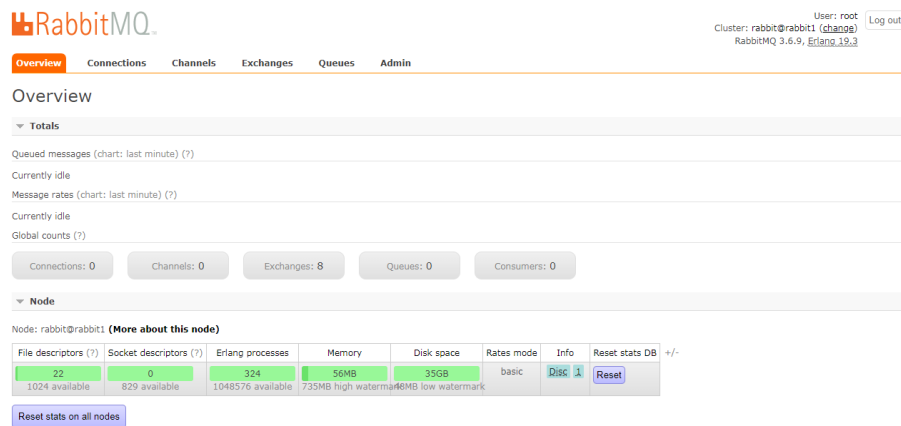 RabbitMQ
User: root
Log out
Cluster: rabbit@rabbit1 (change)
RabbitMQ 3.6.9, Erlang 19.3
Overview Connections Channels Exchanges Queues Admin
Overview
Totals
Queued messages (chart: last minute) (?)
Currently idle
Message rates (chart: last minute) (?)
Currently idle
Global counts (?)
Connections: 0 Channels: 0 Exchanges: 8 Queues: 0 Consumers: 0
Node
Node: rabbit@rabbit1 (More about this node)
File descriptors (?) Socket descriptors (?) Erlang processes Memory Disk space Rates mode Info Reset stats DB +/-
22 0 324 56MB 35GB basic Disc 1 Reset
1024 available 829 available 1048576 available 735MB high watermark 48MB low watermark
Reset stats on all nodes